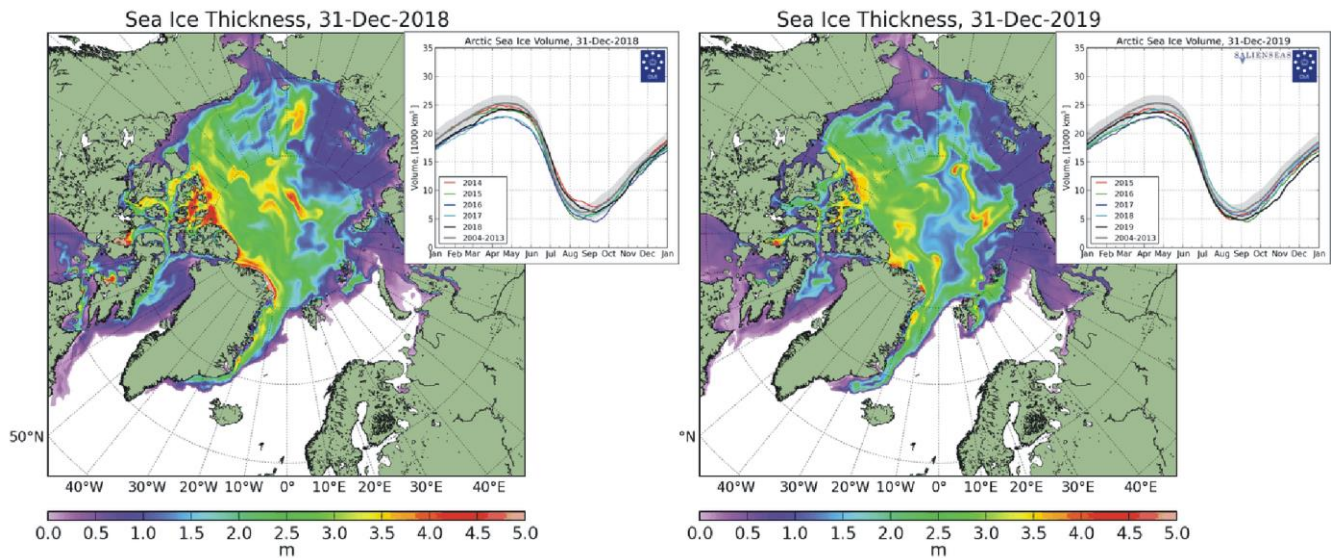 Sea Ice Thickness, 31-Dec-2018
Arctic Sea Ice Volume, 31-Dec-2018
Volume, [1000 km³]
35
30
25
20
15
10
5
0
Jan Feb Mar Apr May Jun Jul Aug Sep Oct Nov Dec Jan
2014
2015
2016
2017
2018
2004-2013
50°N
40°W 30°W 20°W 10°W 0° 10°E 20°E 30°E 40°E
0.0 0.5 1.0 1.5 2.0 2.5 3.0 3.5 4.0 4.5 5.0
m
Sea Ice Thickness, 31-Dec-2019
Arctic Sea Ice Volume, 31-Dec-2019
SALIENSEAS
Volume, [1000 km³]
35
30
25
20
15
10
5
0
Jan Feb Mar Apr May Jun Jul Aug Sep Oct Nov Dec Jan
2015
2016
2017
2018
2019
2004-2013
°N
40°W 30°W 20°W 10°W 0° 10°E 20°E 30°E 40°E
0.0 0.5 1.0 1.5 2.0 2.5 3.0 3.5 4.0 4.5 5.0
m